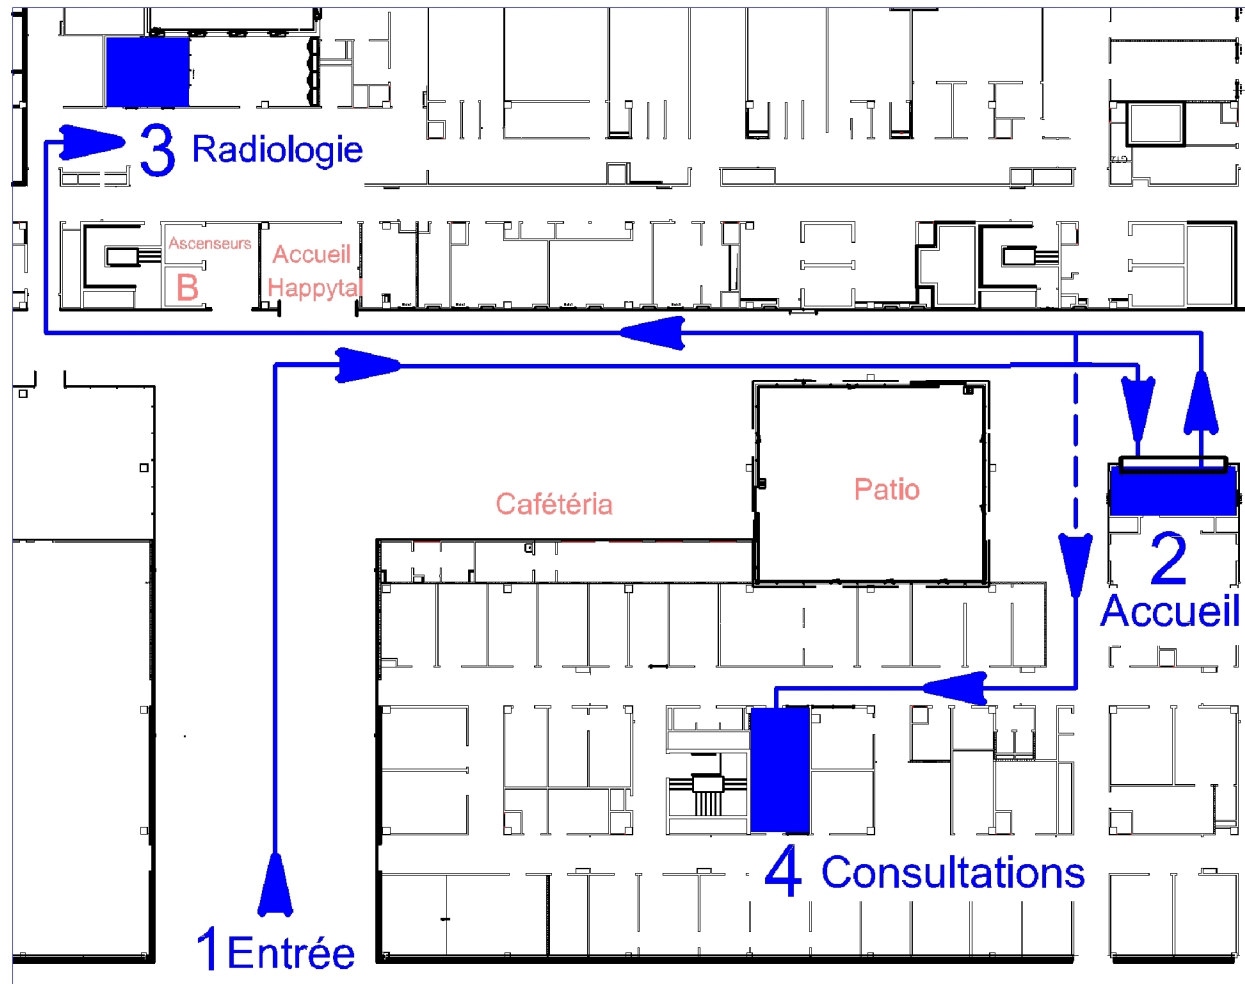 3 Radiologie
Ascenseurs
B
Accueil
Happytal
Cafétéria
Patio
2
Accueil
4 Consultations
1 Entrée